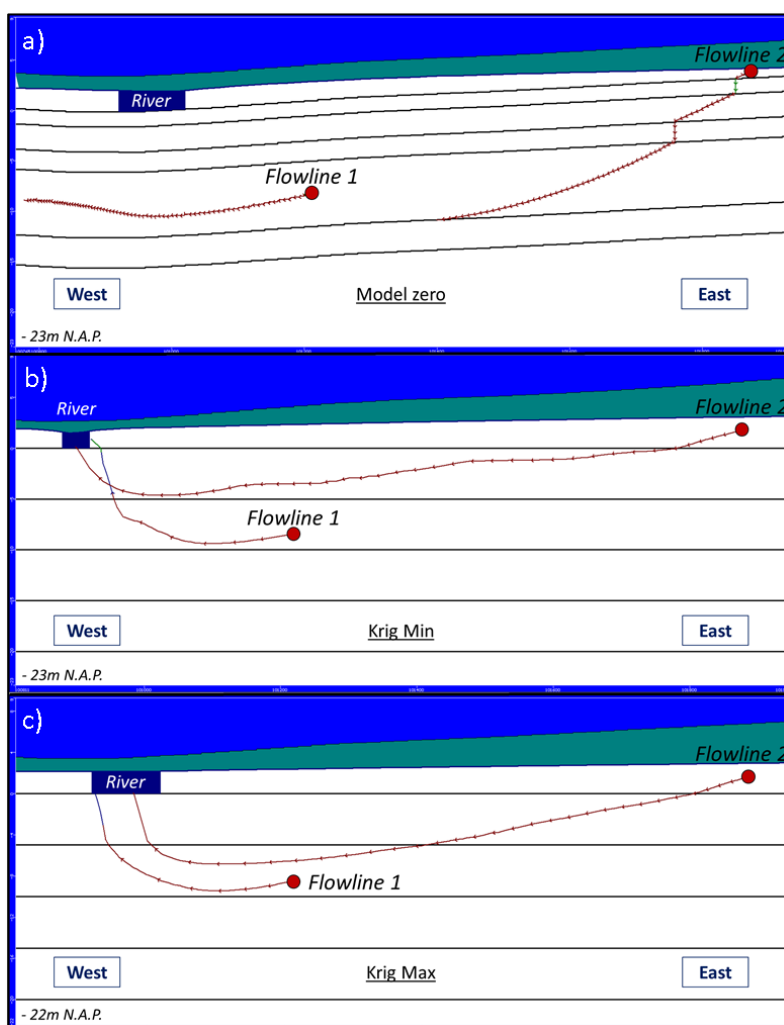 a)
Flowline 2
River
Flowline 1
West
Model zero
East
- 23m N.A.P.
b)
River
Flowline 2
Flowline 1
West
Krig Min
East
- 23m N.A.P.
c)
Flowline 2
River
Flowline 1
West
Krig Max
East
- 22m N.A.P.